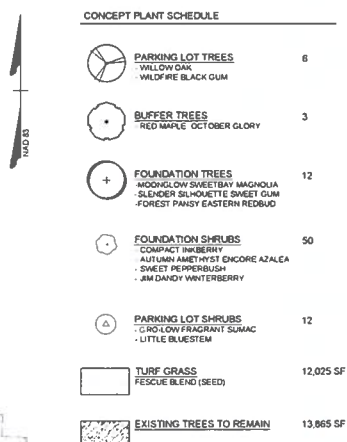 CONCEPT PLANT SCHEDULE
PARKING LOT TREES 6
- WILLOW OAK
- WILDFIRE BLACK GUM
BUFFER TREES 3
- RED MAPLE OCTOBER GLORY
NAD 83
FOUNDATION TREES 12
-MOONGLOW SWEETBAY MAGNOLIA
- SLENDER SILHOUETTE SWEET GUM
-FOREST PANSY EASTERN REDBUD
FOUNDATION SHRUBS 50
- COMPACT INKBERRY
- AUTUMN AMETHYST ENCORE AZALEA
- SWEET PEPPERBUSH
- JIM DANDY WINTERBERRY
PARKING LOT SHRUBS 12
- GRO-LOW FRAGRANT SUMAC
- LITTLE BLUESTEM
TURF GRASS 12,025 SF
FESCUE BLEND (SEED)
EXISTING TREES TO REMAIN 13,865 SF